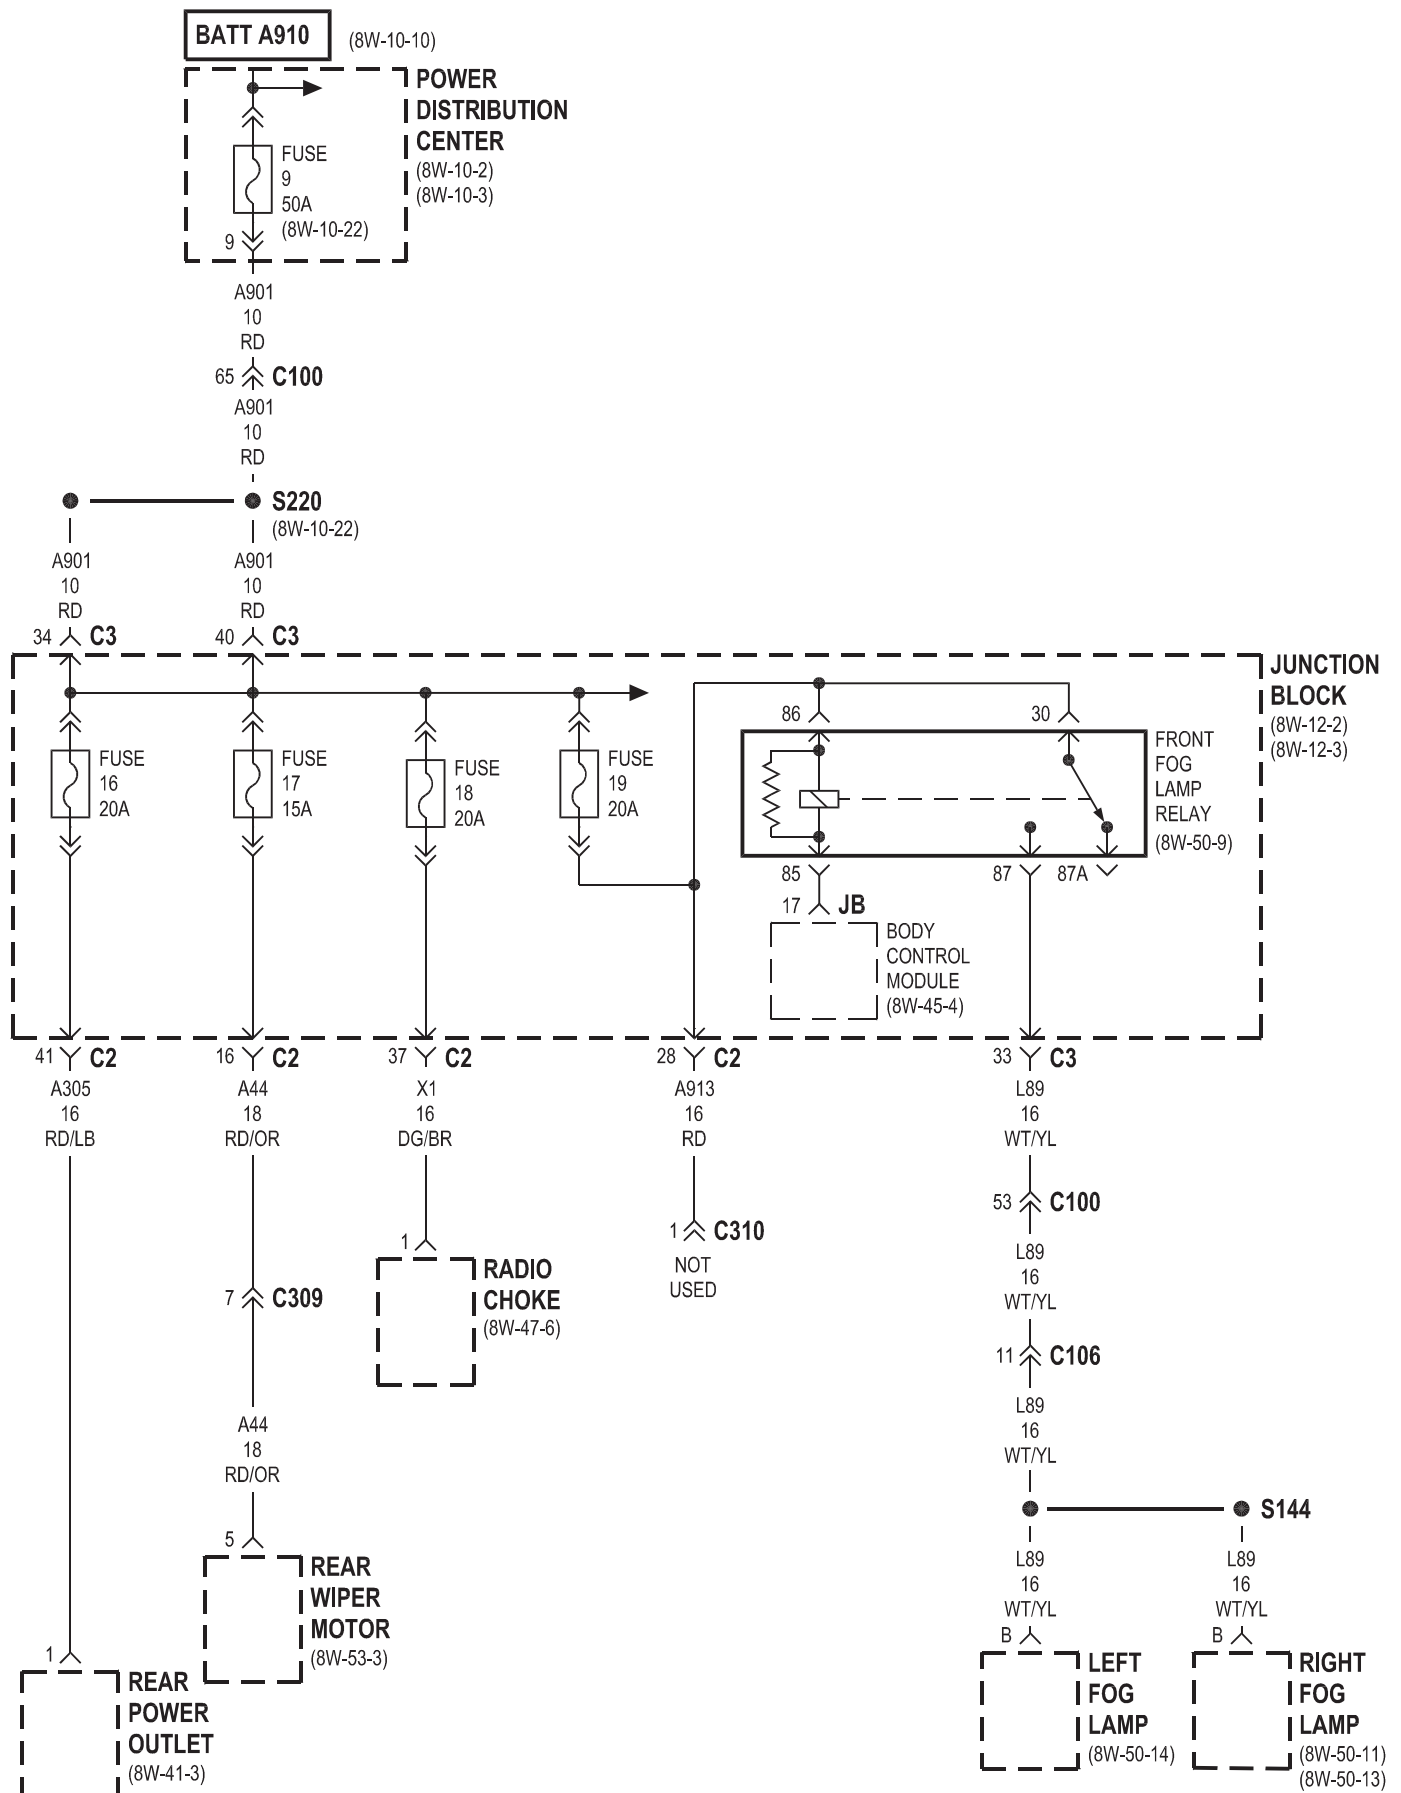 BATT A910
(8W-10-10)
POWER
DISTRIBUTION
CENTER
(8W-10-2)
(8W-10-3)
FUSE
9
50A
(8W-10-22)
9
A901
10
RD
65
C100
A901
10
RD
S220
(8W-10-22)
A901
10
RD
A901
10
RD
34
C3
40
C3
JUNCTION
BLOCK
(8W-12-2)
(8W-12-3)
FUSE
16
20A
FUSE
17
15A
FUSE
18
20A
FUSE
19
20A
86
30
FRONT
FOG
LAMP
RELAY
(8W-50-9)
85
87
87A
17
JB
BODY
CONTROL
MODULE
(8W-45-4)
41
C2
16
C2
37
C2
28
C2
33
C3
A305
16
RD/LB
A44
18
RD/OR
X1
16
DG/BR
A913
16
RD
L89
16
WT/YL
53
C100
1
C310
NOT
USED
1
RADIO
CHOKE
(8W-47-6)
L89
16
WT/YL
7
C309
11
C106
A44
18
RD/OR
L89
16
WT/YL
S144
5
REAR
WIPER
MOTOR
(8W-53-3)
L89
16
WT/YL
L89
16
WT/YL
B
B
1
REAR
POWER
OUTLET
(8W-41-3)
LEFT
FOG
LAMP
(8W-50-14)
RIGHT
FOG
LAMP
(8W-50-11)
(8W-50-13)